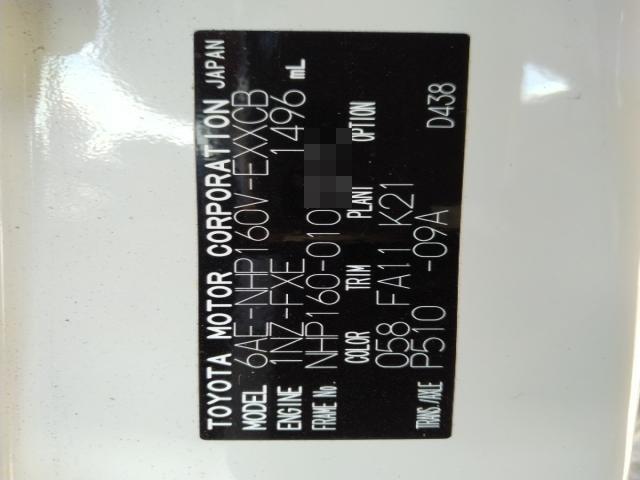 TOYOTA MOTOR CORPORATION JAPAN
MODEL 6AE-NHP160V-EXXCB
ENGINE 1NZ-FXE 1496 mL
FRAME No. NHP160-010
COLOR TRIM PLANT OPTION
058 FA11 K21
TRANS./AXLE P510 -09A D438